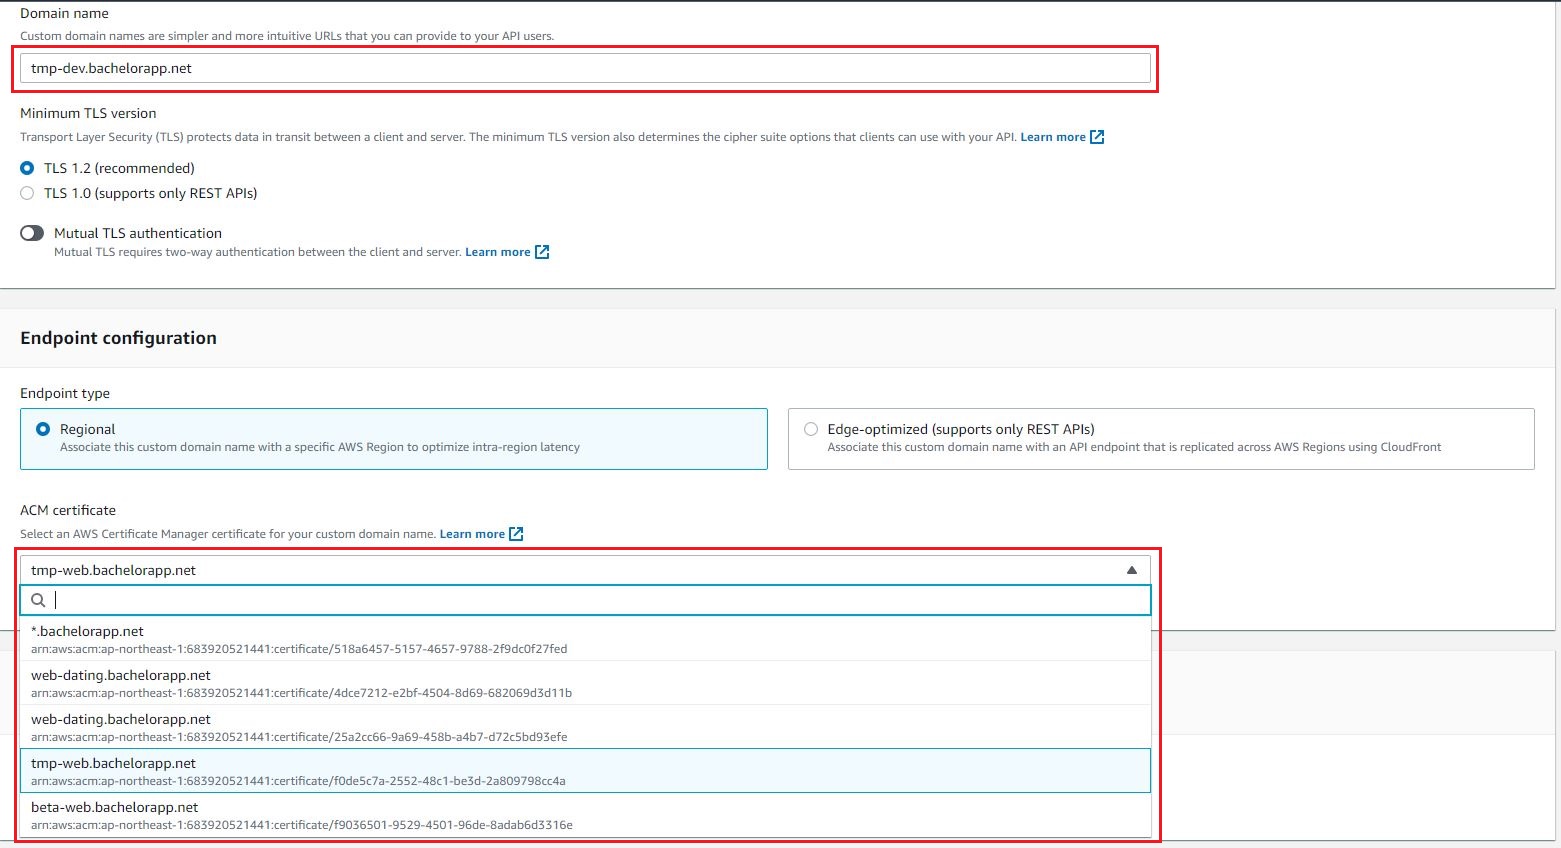 Domain name
Custom domain names are simpler and more intuitive URLs that you can provide to your API users.
tmp-dev.bachelorapp.net
Minimum TLS version
Transport Layer Security (TLS) protects data in transit between a client and server. The minimum TLS version also determines the cipher suite options that clients can use with your API. Learn more
TLS 1.2 (recommended)
TLS 1.0 (supports only REST APIs)
Mutual TLS authentication
Mutual TLS requires two-way authentication between the client and server. Learn more
Endpoint configuration
Endpoint type
Regional
Associate this custom domain name with a specific AWS Region to optimize intra-region latency
Edge-optimized (supports only REST APIs)
Associate this custom domain name with an API endpoint that is replicated across AWS Regions using CloudFront
ACM certificate
Select an AWS Certificate Manager certificate for your custom domain name. Learn more
tmp-web.bachelorapp.net
*.bachelorapp.net
arn:aws:acm:ap-northeast-1:683920521441:certificate/518a6457-5157-4657-9788-2f9dc0f27fed
web-dating.bachelorapp.net
arn:aws:acm:ap-northeast-1:683920521441:certificate/4dce7212-e2bf-4504-8d69-682069d3d11b
web-dating.bachelorapp.net
arn:aws:acm:ap-northeast-1:683920521441:certificate/25a2cc66-9a69-458b-a4b7-d72c5bd93efe
tmp-web.bachelorapp.net
arn:aws:acm:ap-northeast-1:683920521441:certificate/f0de5c7a-2552-48c1-be3d-2a809798cc4a
beta-web.bachelorapp.net
arn:aws:acm:ap-northeast-1:683920521441:certificate/f9036501-9529-4501-96de-8adab6d3316e